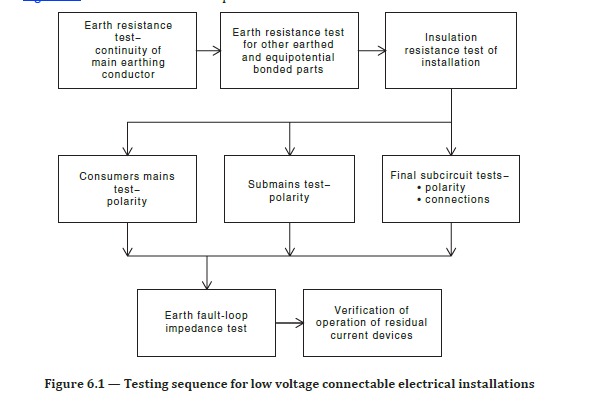 Earth resistance
test–
continuity of
main earthing
conductor
Earth resistance test
for other earthed
and equipotential
bonded parts
Insulation
resistance test of
installation
Consumers mains
test–
polarity
Submains test–
polarity
Final subcircuit tests–
• polarity
• connections
Earth fault-loop
impedance test
Verification of
operation of residual
current devices
Figure 6.1 — Testing sequence for low voltage connectable electrical installations